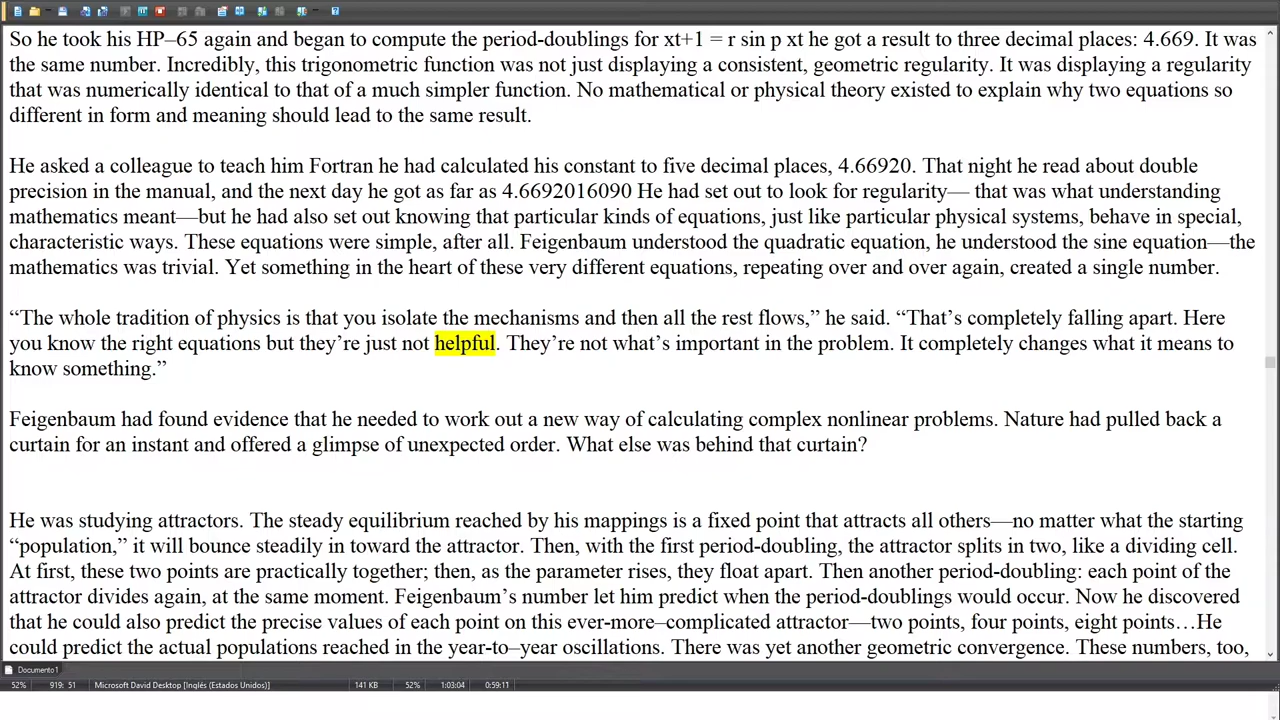 So he took his HP–65 again and began to compute the period-doublings for xt+1 = r sin p xt he got a result to three decimal places: 4.669. It was
the same number. Incredibly, this trigonometric function was not just displaying a consistent, geometric regularity. It was displaying a regularity
that was numerically identical to that of a much simpler function. No mathematical or physical theory existed to explain why two equations so
different in form and meaning should lead to the same result.
He asked a colleague to teach him Fortran he had calculated his constant to five decimal places, 4.66920. That night he read about double
precision in the manual, and the next day he got as far as 4.6692016090 He had set out to look for regularity— that was what understanding
mathematics meant—but he had also set out knowing that particular kinds of equations, just like particular physical systems, behave in special,
characteristic ways. These equations were simple, after all. Feigenbaum understood the quadratic equation, he understood the sine equation—the
mathematics was trivial. Yet something in the heart of these very different equations, repeating over and over again, created a single number.
“The whole tradition of physics is that you isolate the mechanisms and then all the rest flows,” he said. “That’s completely falling apart. Here
you know the right equations but they’re just not helpful. They’re not what’s important in the problem. It completely changes what it means to
know something.”
Feigenbaum had found evidence that he needed to work out a new way of calculating complex nonlinear problems. Nature had pulled back a
curtain for an instant and offered a glimpse of unexpected order. What else was behind that curtain?
He was studying attractors. The steady equilibrium reached by his mappings is a fixed point that attracts all others—no matter what the starting
“population,” it will bounce steadily in toward the attractor. Then, with the first period-doubling, the attractor splits in two, like a dividing cell.
At first, these two points are practically together; then, as the parameter rises, they float apart. Then another period-doubling: each point of the
attractor divides again, at the same moment. Feigenbaum’s number let him predict when the period-doublings would occur. Now he discovered
that he could also predict the precise values of each point on this ever-more–complicated attractor—two points, four points, eight points…He
could predict the actual populations reached in the year-to–year oscillations. There was yet another geometric convergence. These numbers, too,
Documento1
52% 919: 51 Microsoft David Desktop [Inglés (Estados Unidos)] 141 KB 52% 1:03:04 0:59:11